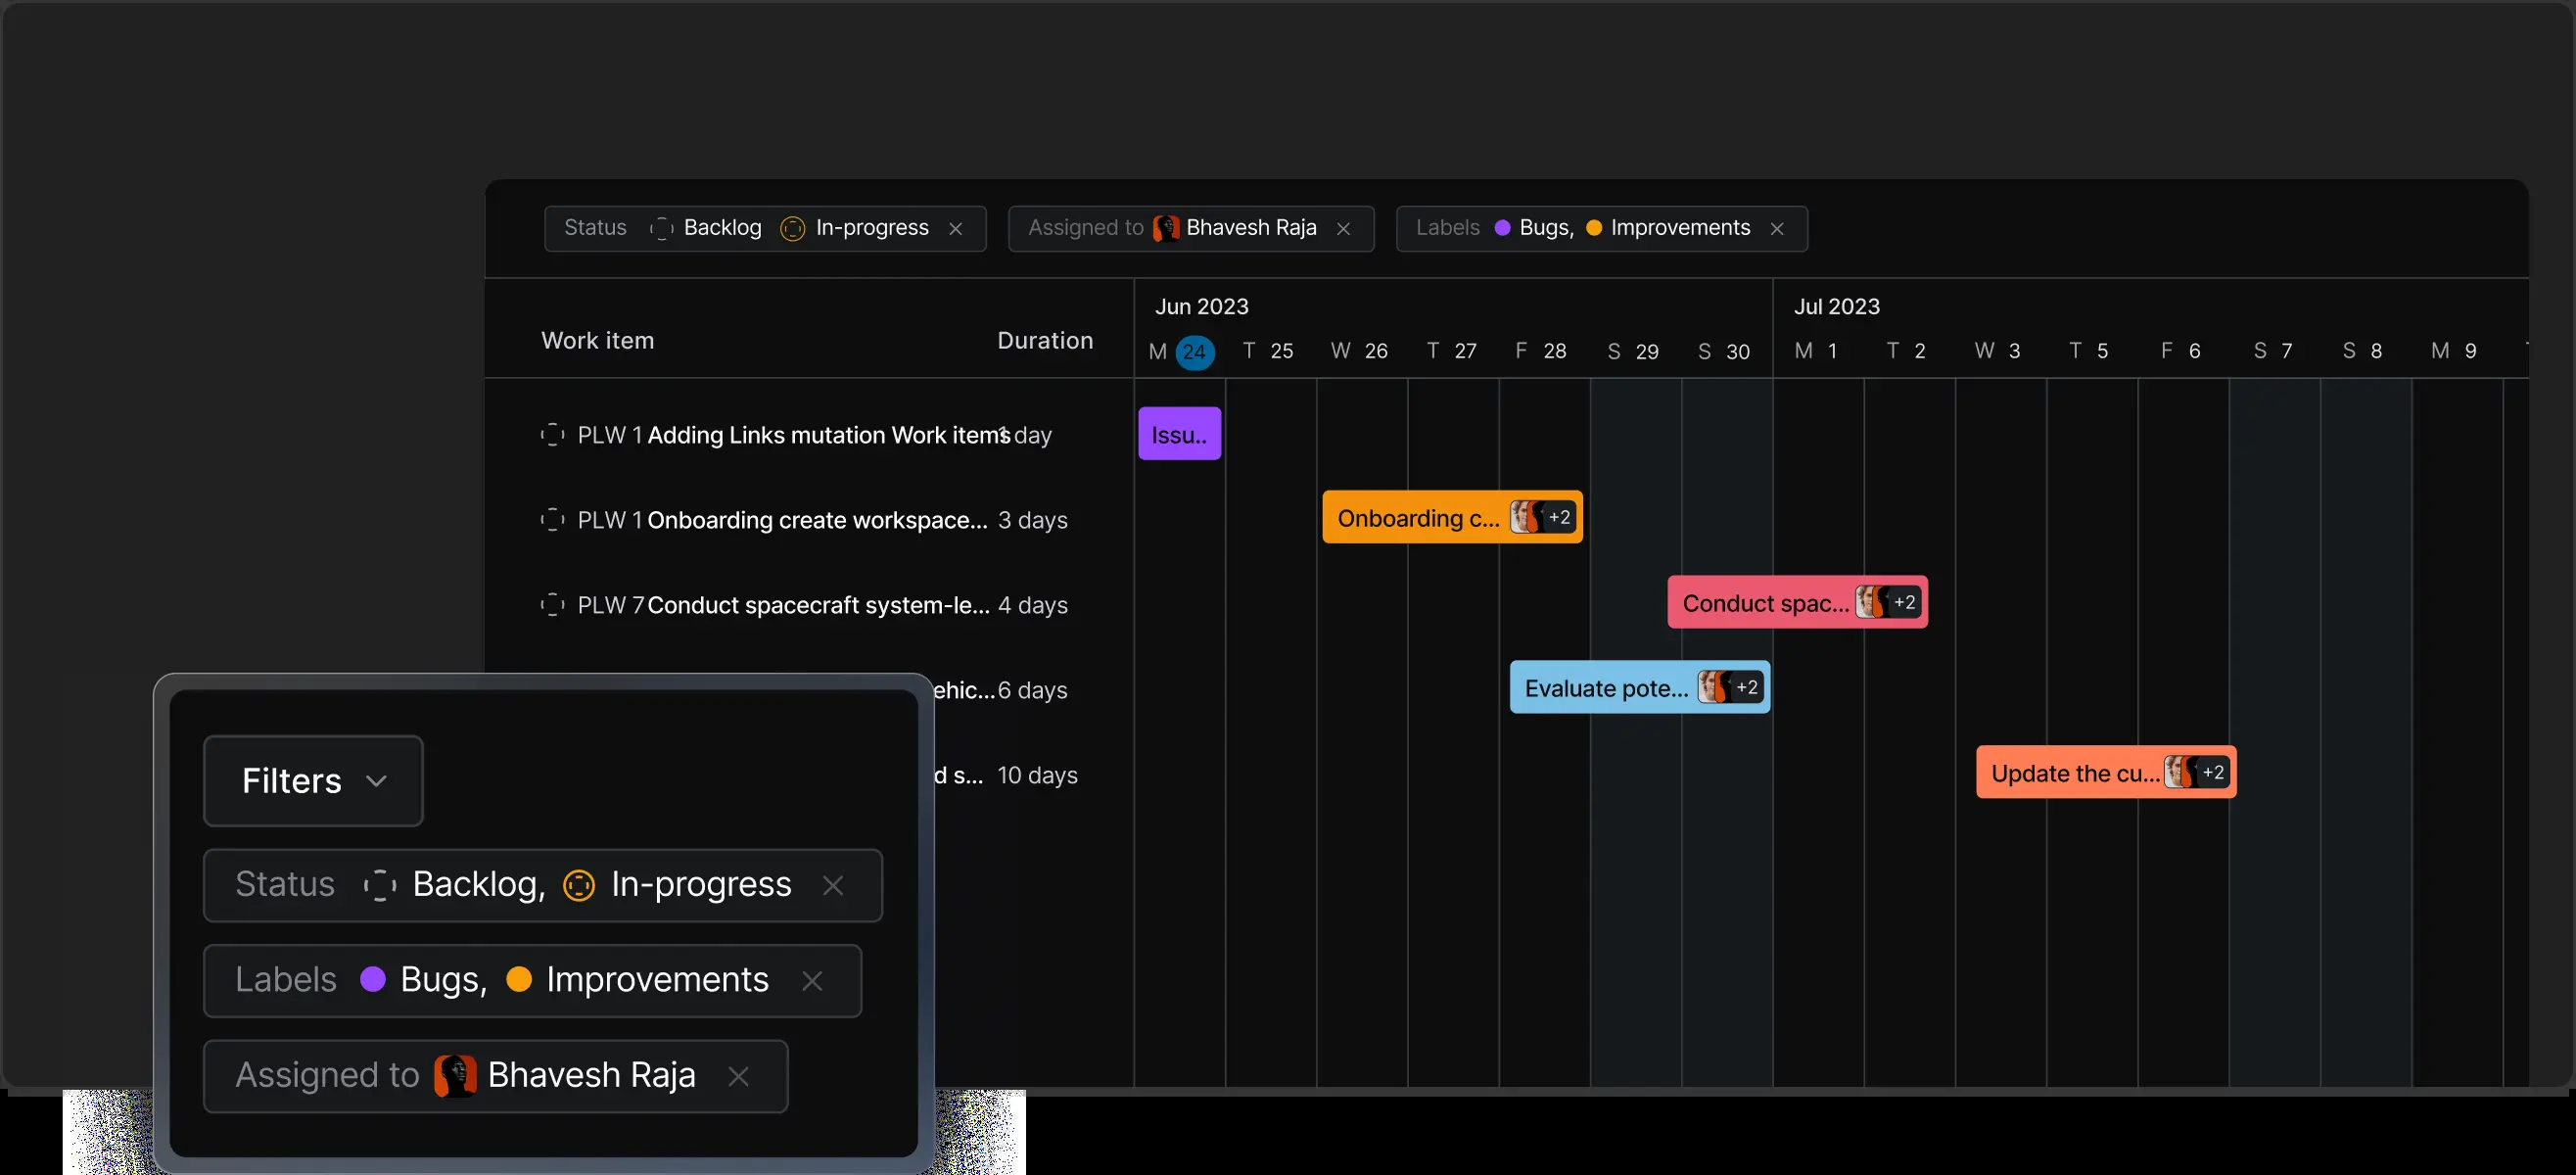 Status Backlog In-progress Assigned to Bhavesh Raja Labels Bugs, Improvements
Jun 2023 Jul 2023
Work item Duration
M 24 T 25 W 26 T 27 F 28 S 29 S 30 M 1 T 2 W 3 T 5 F 6 S 7 S 8 M 9
PLW 1 Adding Links mutation Work items 1 day Issu..
PLW 1 Onboarding create workspace... 3 days Onboarding c... +2
PLW 7 Conduct spacecraft system-le... 4 days Conduct spac... +2
ehic... 6 days Evaluate pote... +2
d s... 10 days Update the cu... +2
Filters
Status Backlog, In-progress
Labels Bugs, Improvements
Assigned to Bhavesh Raja